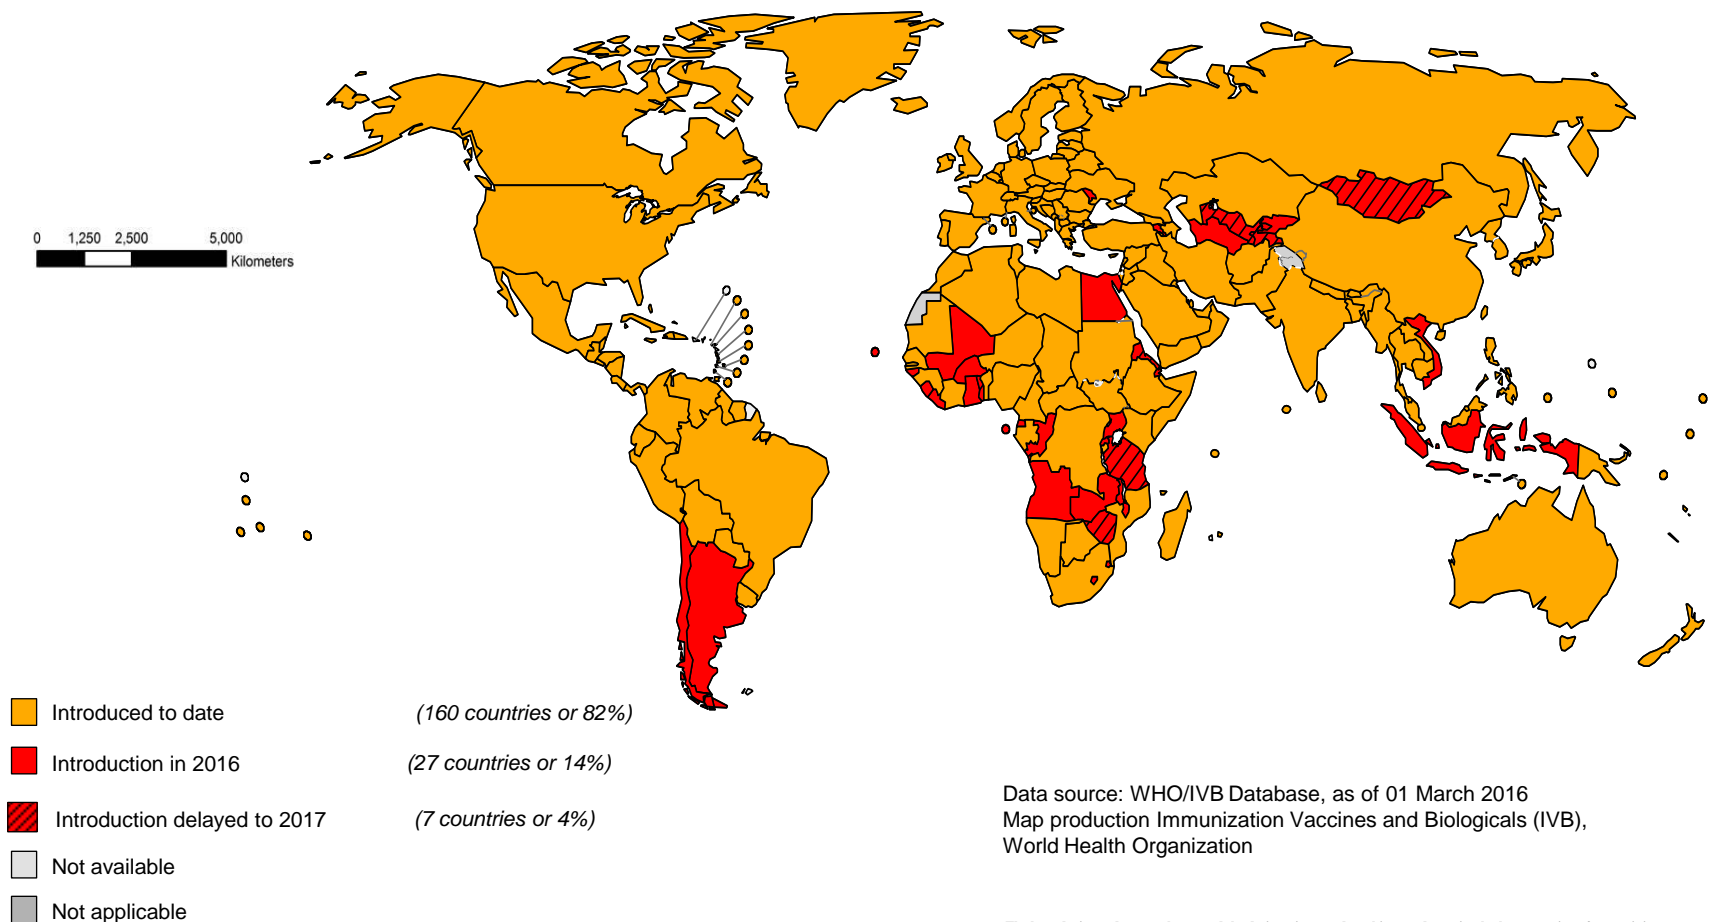 0 1,250 2,500 5,000
Kilometers
Introduced to date (160 countries or 82%)
Introduction in 2016 (27 countries or 14%)
Introduction delayed to 2017 (7 countries or 4%)
Not available
Not applicable
Data source: WHO/IVB Database, as of 01 March 2016
Map production Immunization Vaccines and Biologicals (IVB),
World Health Organization